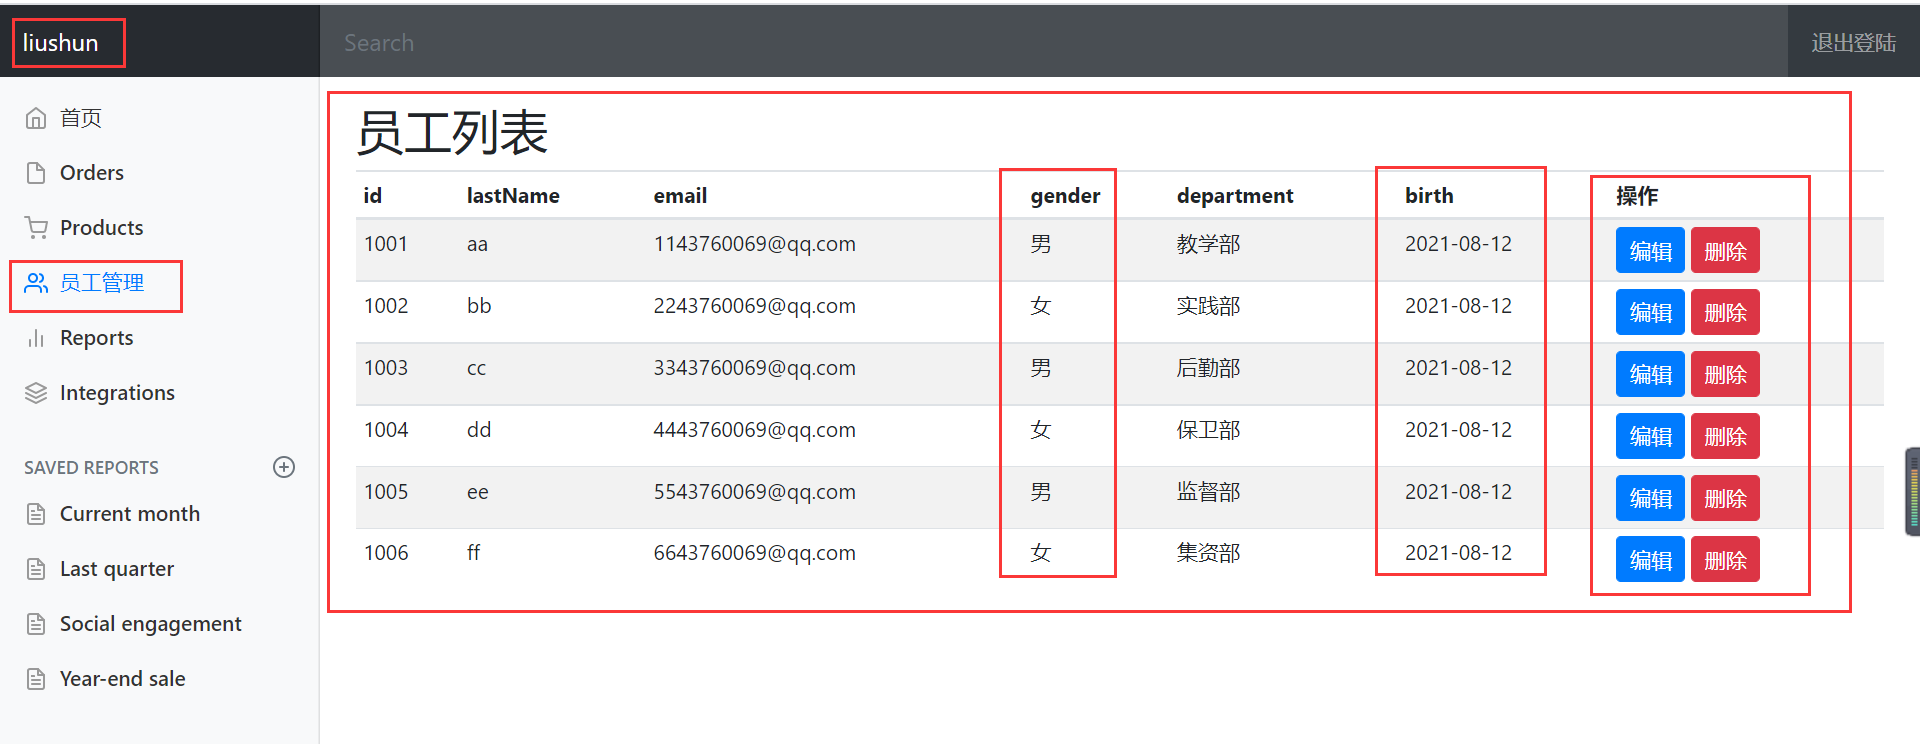 liushun
Search
退出登陆
首页
Orders
Products
员工管理
Reports
Integrations
SAVED REPORTS
Current month
Last quarter
Social engagement
Year-end sale
员工列表
id lastName email gender department birth 操作
1001 aa 1143760069@qq.com 男 教学部 2021-08-12 编辑 删除
1002 bb 2243760069@qq.com 女 实践部 2021-08-12 编辑 删除
1003 cc 3343760069@qq.com 男 后勤部 2021-08-12 编辑 删除
1004 dd 4443760069@qq.com 女 保卫部 2021-08-12 编辑 删除
1005 ee 5543760069@qq.com 男 监督部 2021-08-12 编辑 删除
1006 ff 6643760069@qq.com 女 集资部 2021-08-12 编辑 删除